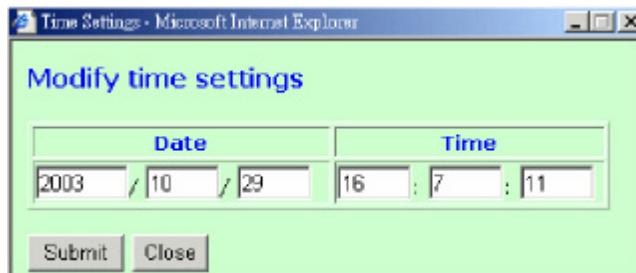 Time Settings - Microsoft Internet Explorer
Modify time settings
Date Time
2003 / 10 / 29 16 : 7 : 11
Submit Close